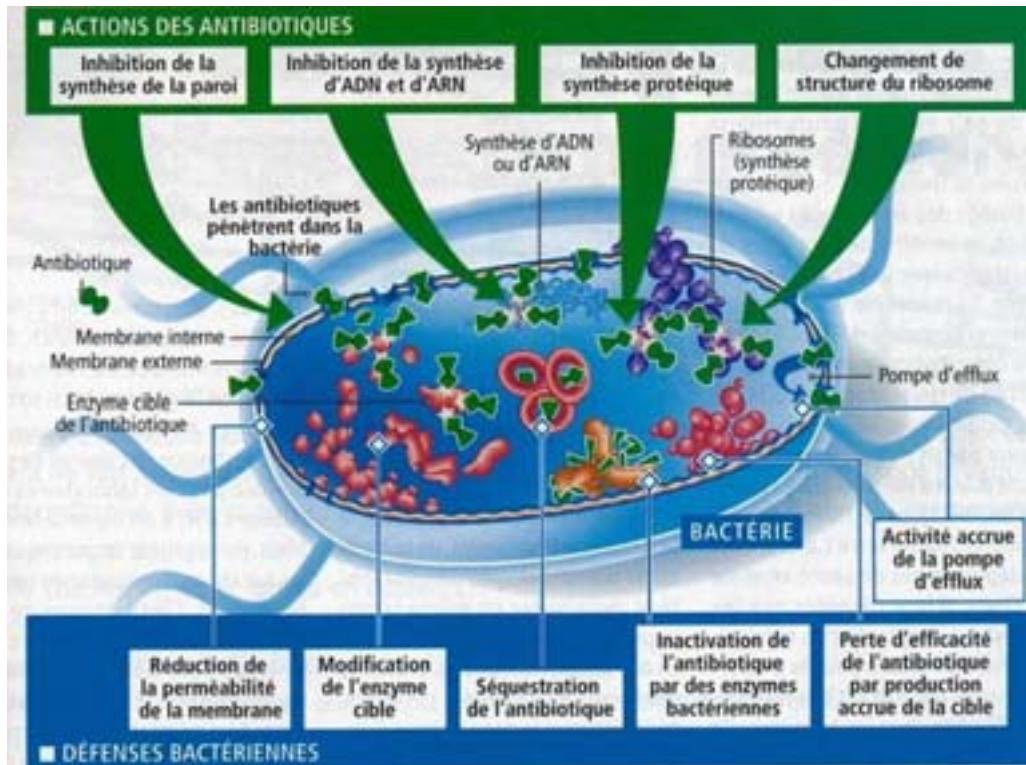 ACTIONS DES ANTIBIOTIQUES
Inhibition de la
synthèse de la paroi
Inhibition de la synthèse
d'ADN et d'ARN
Inhibition de la
synthèse protéique
Changement de
structure du ribosome
Synthèse d'ADN
ou d'ARN
Ribosomes
(synthèse
protéique)
Les antibiotiques
pénètrent dans la
bactérie
Antibiotique
Membrane interne
Membrane externe
Enzyme cible
de l'antibiotique
Pompe d'efflux
BACTÉRIE
Activité accrue
de la pompe
d'efflux
Réduction de
la perméabilité
de la membrane
Modification
de l'enzyme
cible
Séquestration
de l'antibiotique
Inactivation de
l'antibiotique
par des enzymes
bactériennes
Perte d'efficacité
de l'antibiotique
par production
accrue de la cible
DÉFENSES BACTÉRIENNES